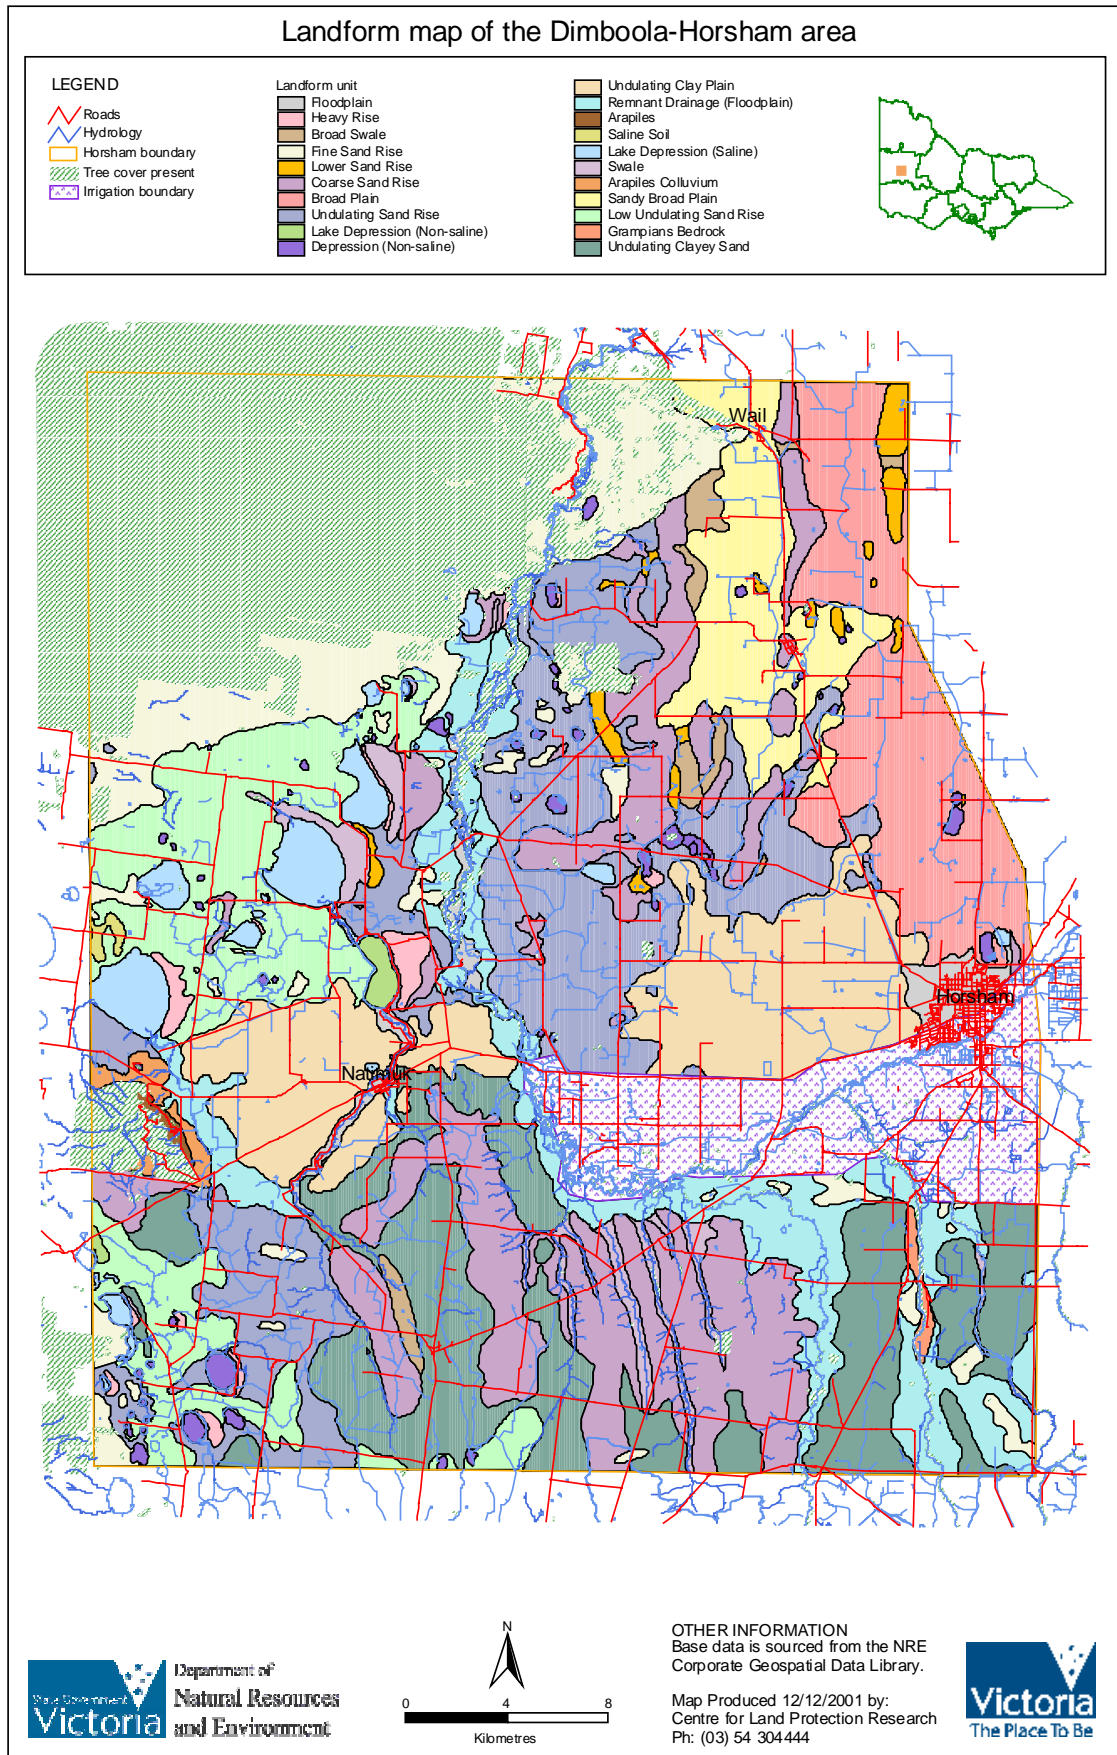 Landform map of the Dimboola-Horsham area
LEGEND
Roads
Hydrology
Horsham boundary
Tree cover present
Irrigation boundary
Landform unit
Floodplain
Heavy Rise
Broad Swale
Fine Sand Rise
Lower Sand Rise
Coarse Sand Rise
Broad Plain
Undulating Sand Rise
Lake Depression (Non-saline)
Depression (Non-saline)
Undulating Clay Plain
Remnant Drainage (Floodplain)
Arapiles
Saline Soil
Lake Depression (Saline)
Swale
Arapiles Colluvium
Sandy Broad Plain
Low Undulating Sand Rise
Grampians Bedrock
Undulating Clayey Sand
Wail
Horsham
Natimuk
State Government
Victoria
Department of
Natural Resources
and Environment
N
0 4 8
Kilometres
OTHER INFORMATION
Base data is sourced from the NRE
Corporate Geospatial Data Library.
Map Produced 12/12/2001 by:
Centre for Land Protection Research
Ph: (03) 54 304444
Victoria
The Place To Be